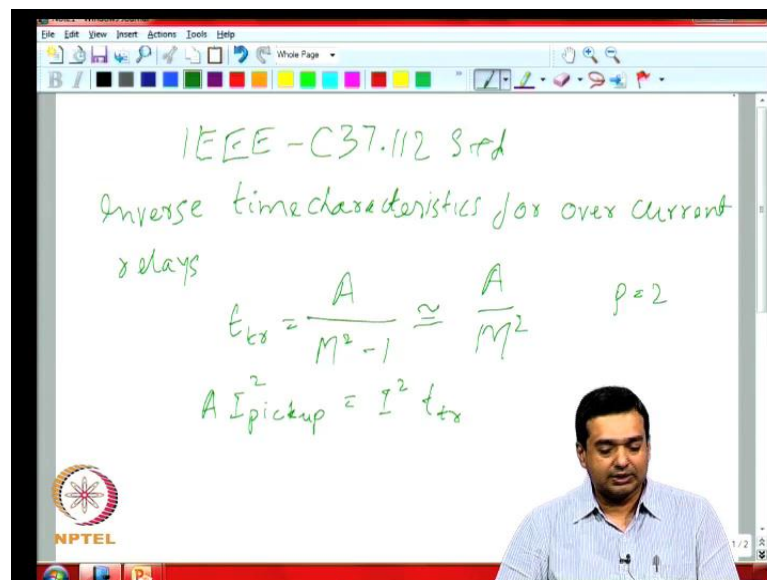 File Edit View Insert Actions Tools Help
Whole Page
B I
IEEE - C37.112 Std
Inverse time characteristics for over current
relays
t_tr = A / (M² - 1) ≅ A / M²     p = 2
A I²_pickup = I² t_tr
NPTEL
1 / 2